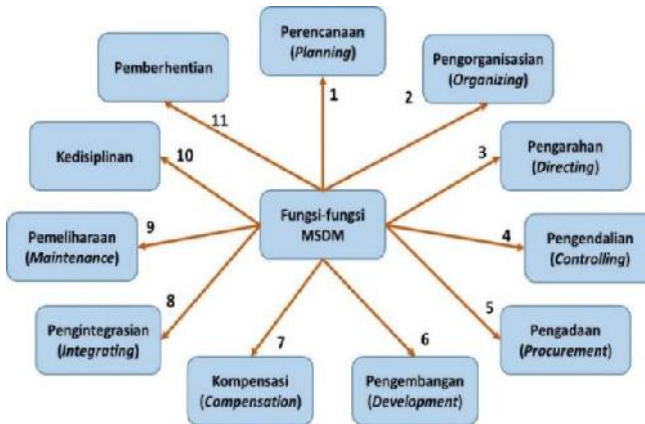 Fungsi-fungsi
MSDM
1
Perencanaan
(Planning)
2
Pengorganisasian
(Organizing)
3
Pengarahan
(Directing)
4
Pengendalian
(Controlling)
5
Pengadaan
(Procurement)
6
Pengembangan
(Development)
7
Kompensasi
(Compensation)
8
Pengintegrasian
(Integrating)
9
Pemeliharaan
(Maintenance)
10
Kedisiplinan
11
Pemberhentian